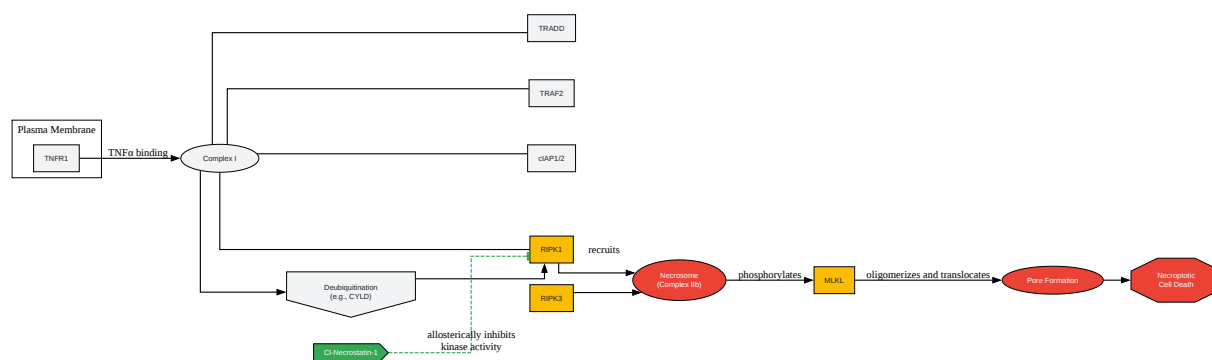 TRADD
TRAF2
Plasma Membrane
TNFR1
TNFα binding
Complex I
cIAP1/2
RIPK1
recruits
Deubiquitination
(e.g., CYLD)
RIPK3
Necrosome
(Complex IIb)
phosphorylates
MLKL
oligomerizes and translocates
Pore Formation
Necroptotic
Cell Death
allosterically inhibits
kinase activity
Cl-Necrostatin-1